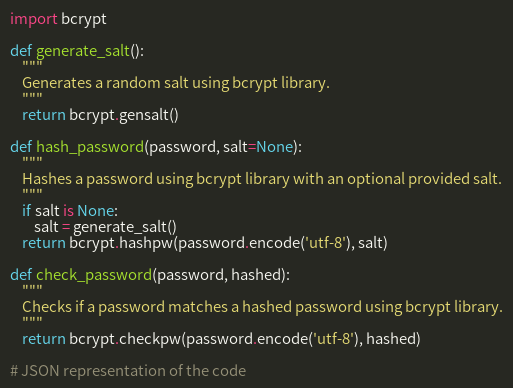 import bcrypt
def generate_salt():
"""
Generates a random salt using bcrypt library.
"""
return bcrypt.gensalt()
def hash_password(password, salt=None):
"""
Hashes a password using bcrypt library with an optional provided salt.
"""
if salt is None:
salt = generate_salt()
return bcrypt.hashpw(password.encode('utf-8'), salt)
def check_password(password, hashed):
"""
Checks if a password matches a hashed password using bcrypt library.
"""
return bcrypt.checkpw(password.encode('utf-8'), hashed)
# JSON representation of the code